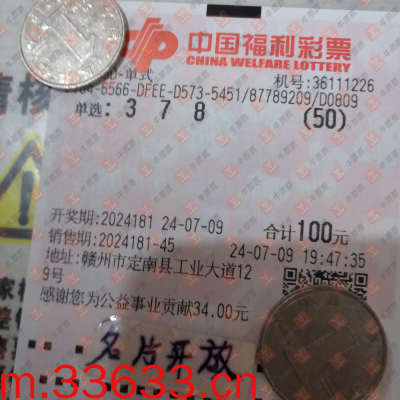 中国福利彩票
CHINA WELFARE LOTTERY
D-单式 机号:36111226
6566-DFEE-D573-5451/87789209/D0809
单选: 3 7 8 (50)
开奖期:2024181 24-07-09 合计100元
销售期:2024181-45 24-07-09 19:47:35
地址:赣州市定南县工业大道12
9号
感谢您为公益事业贡献34.00元
名片开放
m:33633.cn